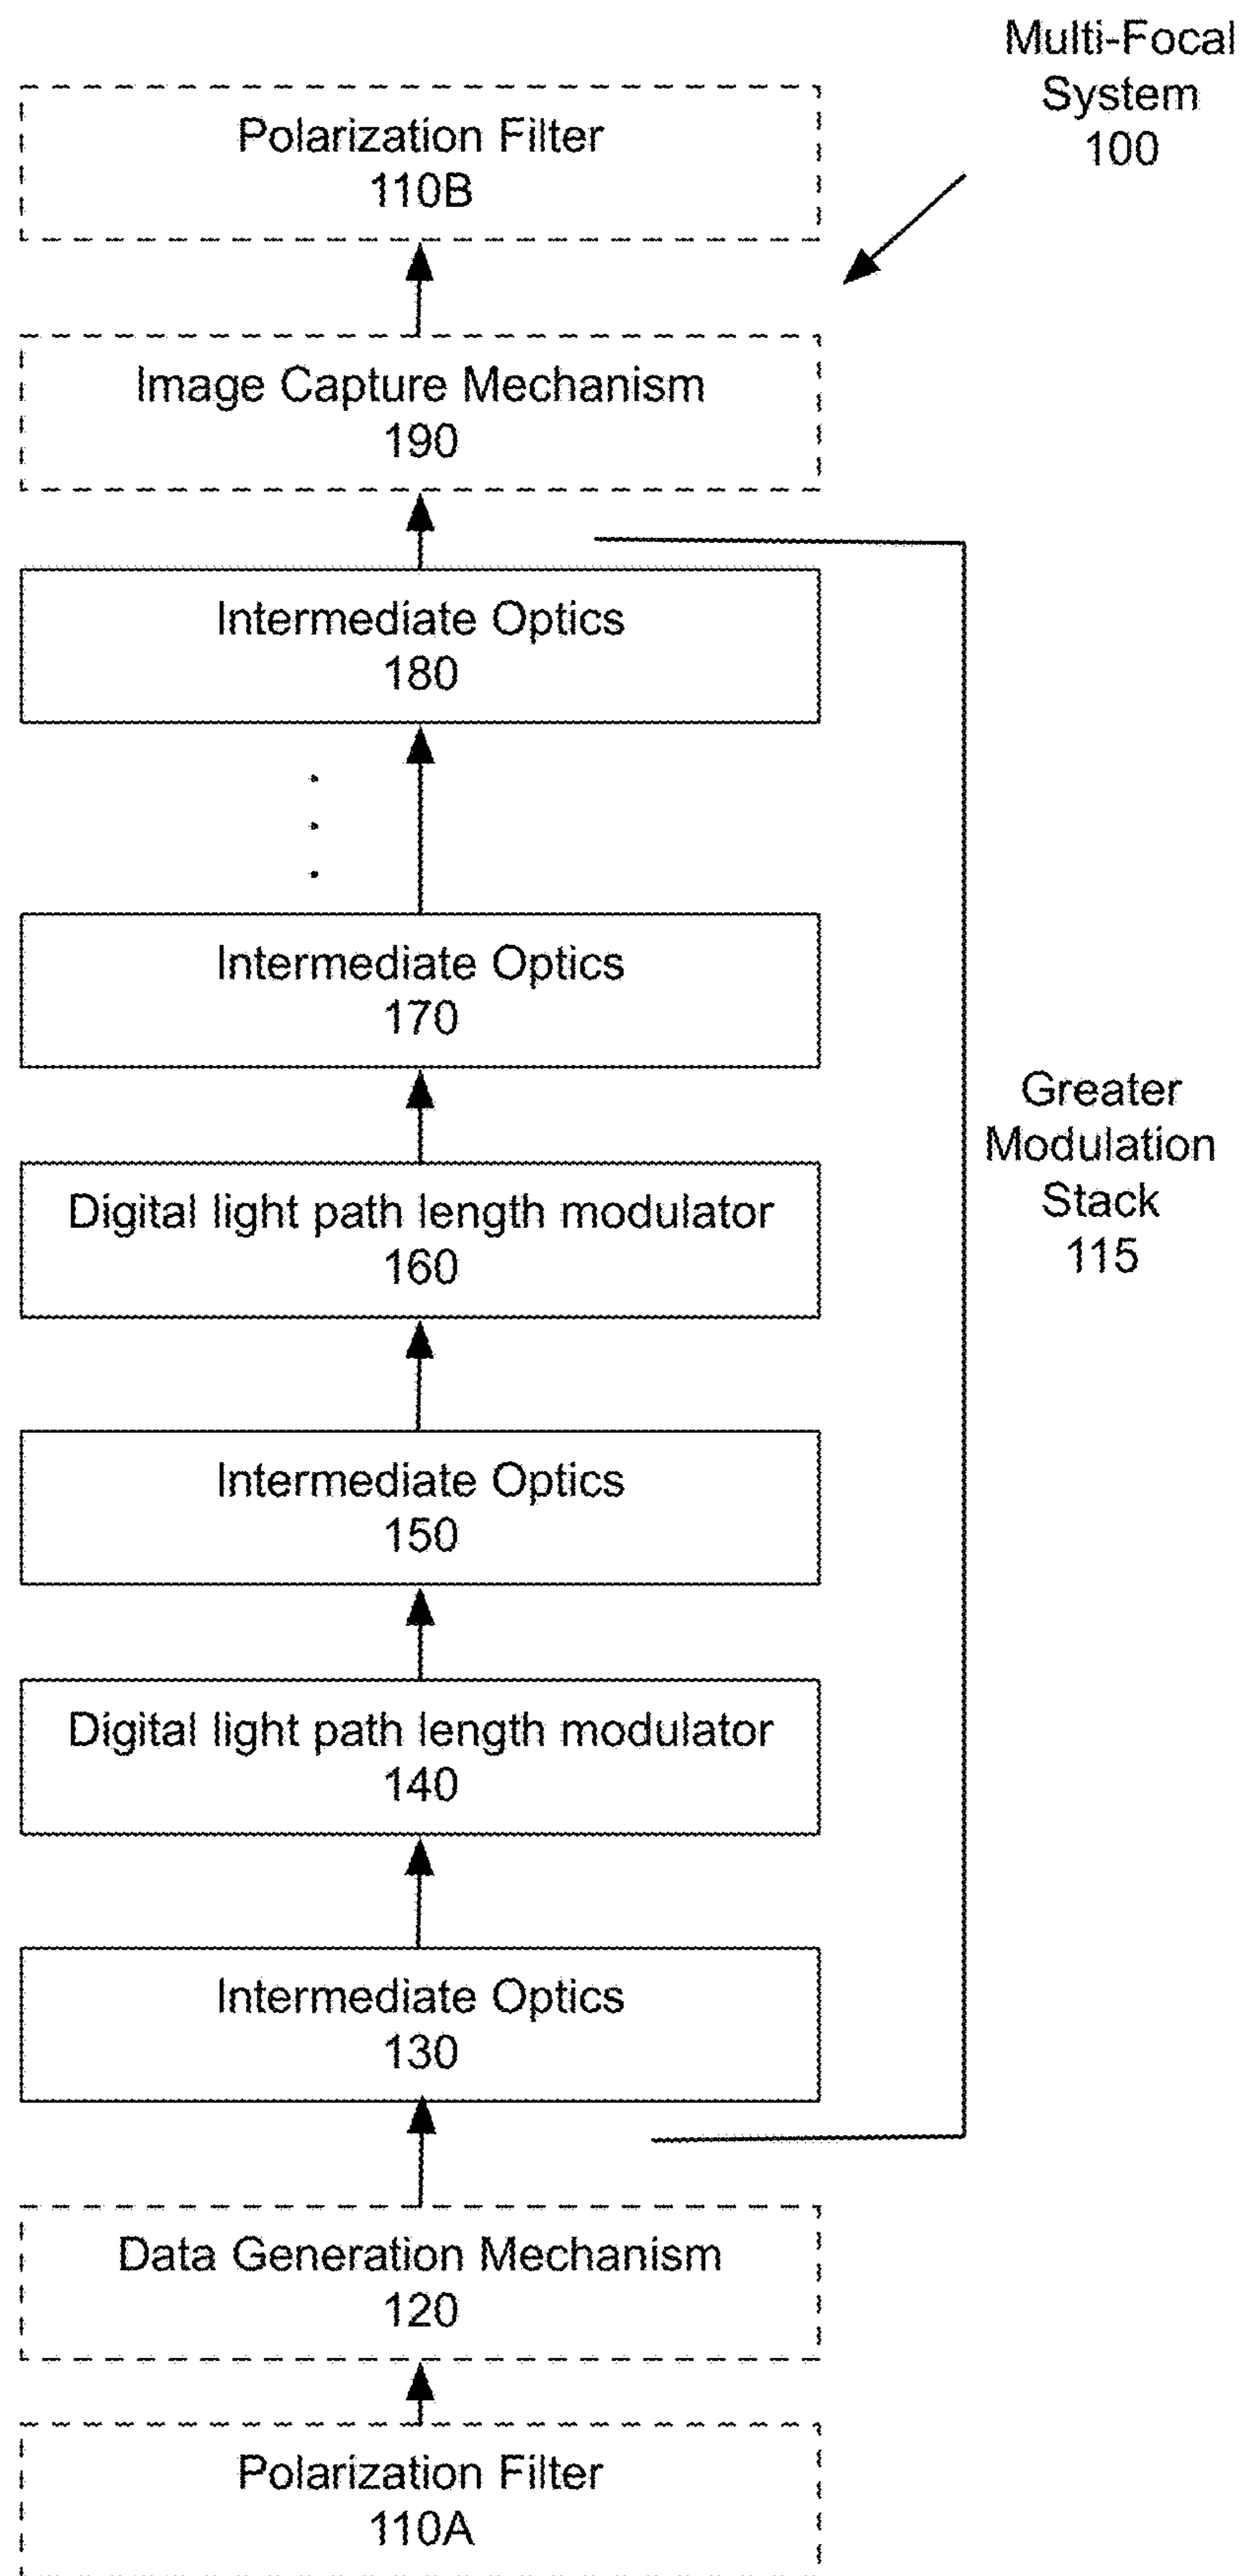 Multi-Focal
System
100
Polarization Filter
110B
Image Capture Mechanism
190
Intermediate Optics
180
Intermediate Optics
170
Greater
Modulation
Stack
115
Digital light path length modulator
160
Intermediate Optics
150
Digital light path length modulator
140
Intermediate Optics
130
Data Generation Mechanism
120
Polarization Filter
110A